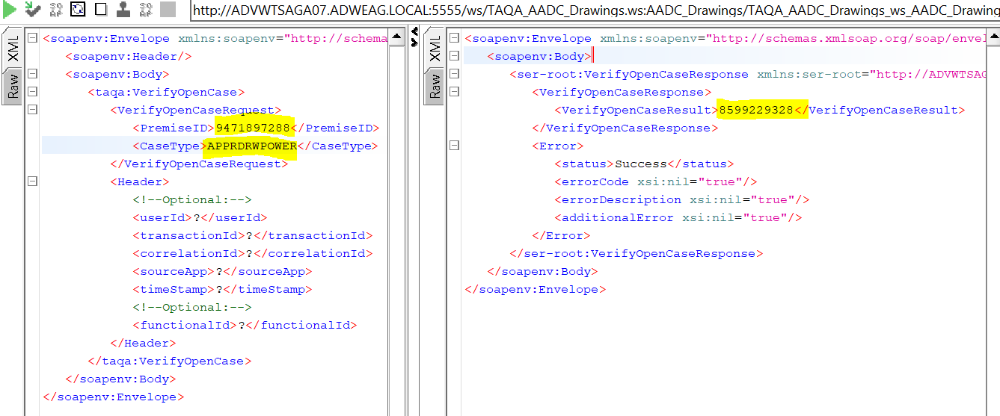 http://ADVWTSAGA07.ADWEAG.LOCAL:5555/ws/TAQA_AADC_Drawings.ws:AADC_Drawings/TAQA_AADC_Drawings_ws_AADC_Drawing
XML
Raw
<soapenv:Envelope xmlns:soapenv="http://schema
<soapenv:Header/>
<soapenv:Body>
<taqa:VerifyOpenCase>
<VerifyOpenCaseRequest>
<PremiseID>9471897288</PremiseID>
<CaseType>APPRDRWPOWER</CaseType>
</VerifyOpenCaseRequest>
<Header>
<!--Optional:-->
<userId>?</userId>
<transactionId>?</transactionId>
<correlationId>?</correlationId>
<sourceApp>?</sourceApp>
<timeStamp>?</timeStamp>
<!--Optional:-->
<functionalId>?</functionalId>
</Header>
</taqa:VerifyOpenCase>
</soapenv:Body>
</soapenv:Envelope>
XML
Raw
<soapenv:Envelope xmlns:soapenv="http://schemas.xmlsoap.org/soap/envel
<soapenv:Body>
<ser-root:VerifyOpenCaseResponse xmlns:ser-root="http://ADVWTSAG
<VerifyOpenCaseResponse>
<VerifyOpenCaseResult>8599229328</VerifyOpenCaseResult>
</VerifyOpenCaseResponse>
<Error>
<status>Success</status>
<errorCode xsi:nil="true"/>
<errorDescription xsi:nil="true"/>
<additionalError xsi:nil="true"/>
</Error>
</ser-root:VerifyOpenCaseResponse>
</soapenv:Body>
</soapenv:Envelope>